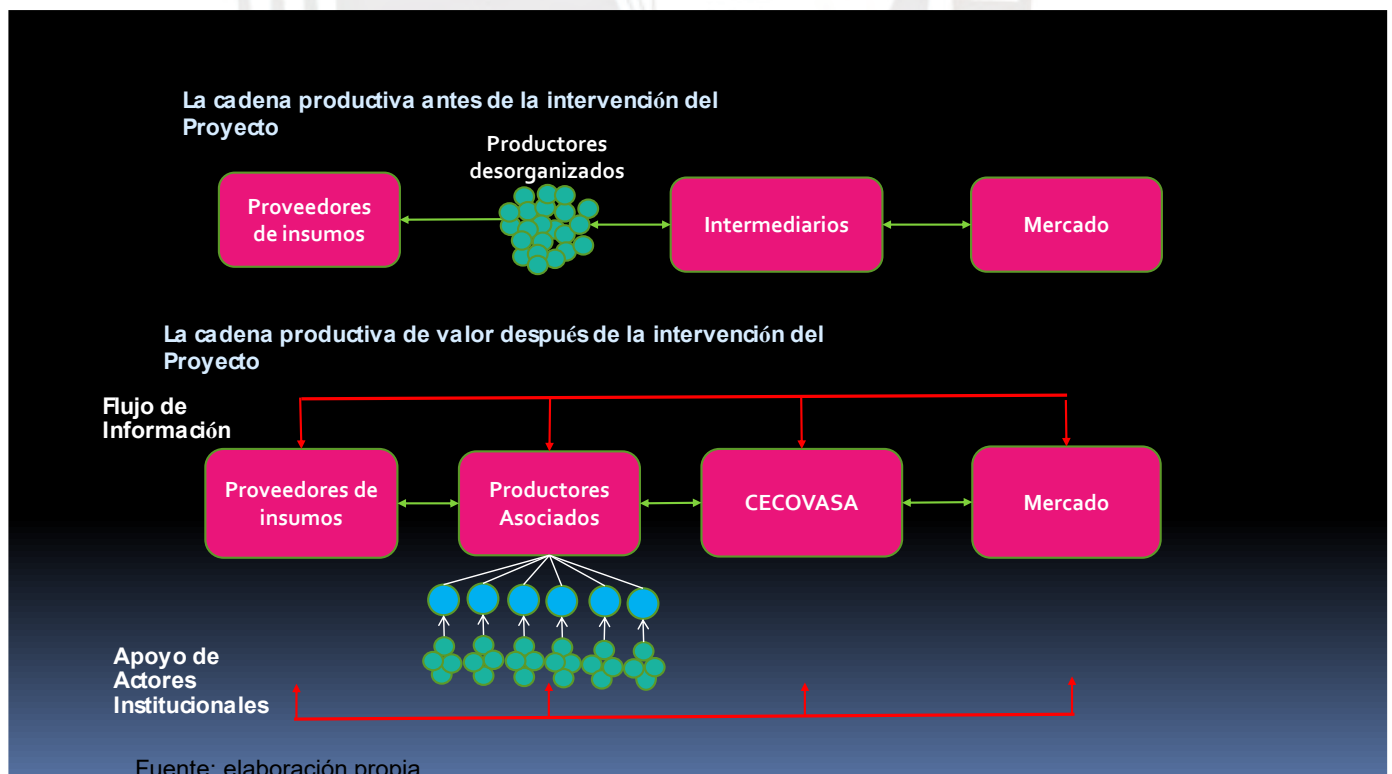 La cadena productiva antes de la intervención del
Proyecto
Productores
desorganizados
Proveedores
de insumos
Intermediarios
Mercado
La cadena productiva de valor después de la intervención del
Proyecto
Flujo de
Información
Proveedores de
insumos
Productores
Asociados
CECOVASA
Mercado
Apoyo de
Actores
Institucionales
Fuente: elaboración propia